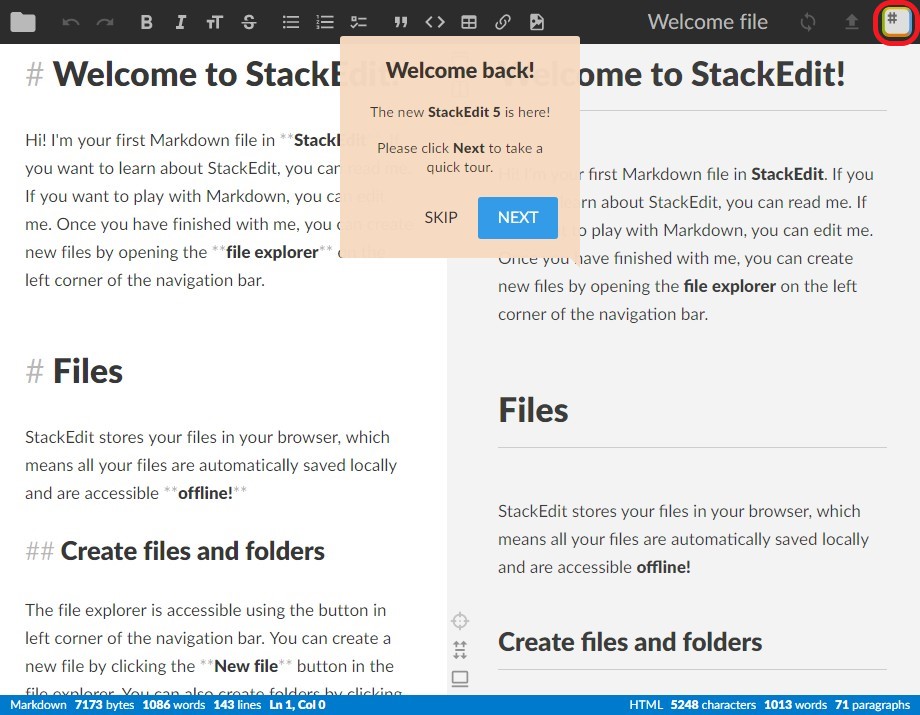 Welcome file
#
# Welcome to StackEdit!
Hi! I'm your first Markdown file in **StackEdit
you want to learn about StackEdit, you can read me.
If you want to play with Markdown, you can edit
me. Once you have finished with me, you can create
new files by opening the **file explorer** on the
left corner of the navigation bar.
# Files
StackEdit stores your files in your browser, which
means all your files are automatically saved locally
and are accessible **offline!**
## Create files and folders
The file explorer is accessible using the button in
left corner of the navigation bar. You can create a
new file by clicking the **New file** button in the
file explorer. You can also create folders by clicking
Welcome back!
The new StackEdit 5 is here!
Please click Next to take a
quick tour.
SKIP
NEXT
Welcome to StackEdit!
Hi! I'm your first Markdown file in StackEdit. If you
learn about StackEdit, you can read me. If
to play with Markdown, you can edit me.
Once you have finished with me, you can create
new files by opening the file explorer on the left
corner of the navigation bar.
Files
StackEdit stores your files in your browser, which
means all your files are automatically saved locally
and are accessible offline!
Create files and folders
Markdown 7173 bytes 1086 words 143 lines Ln 1, Col 0
HTML 5248 characters 1013 words 71 paragraphs